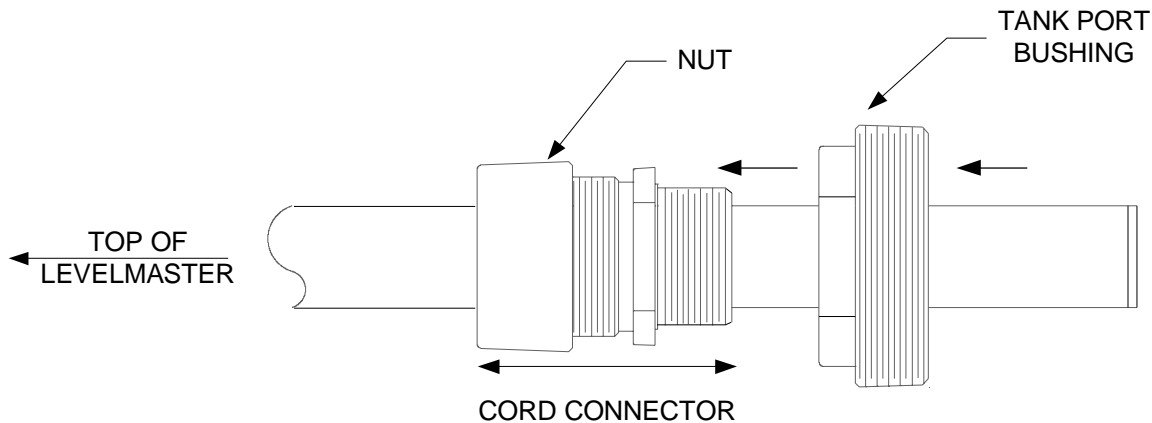 TANK PORT
BUSHING
NUT
TOP OF
LEVELMASTER
CORD CONNECTOR